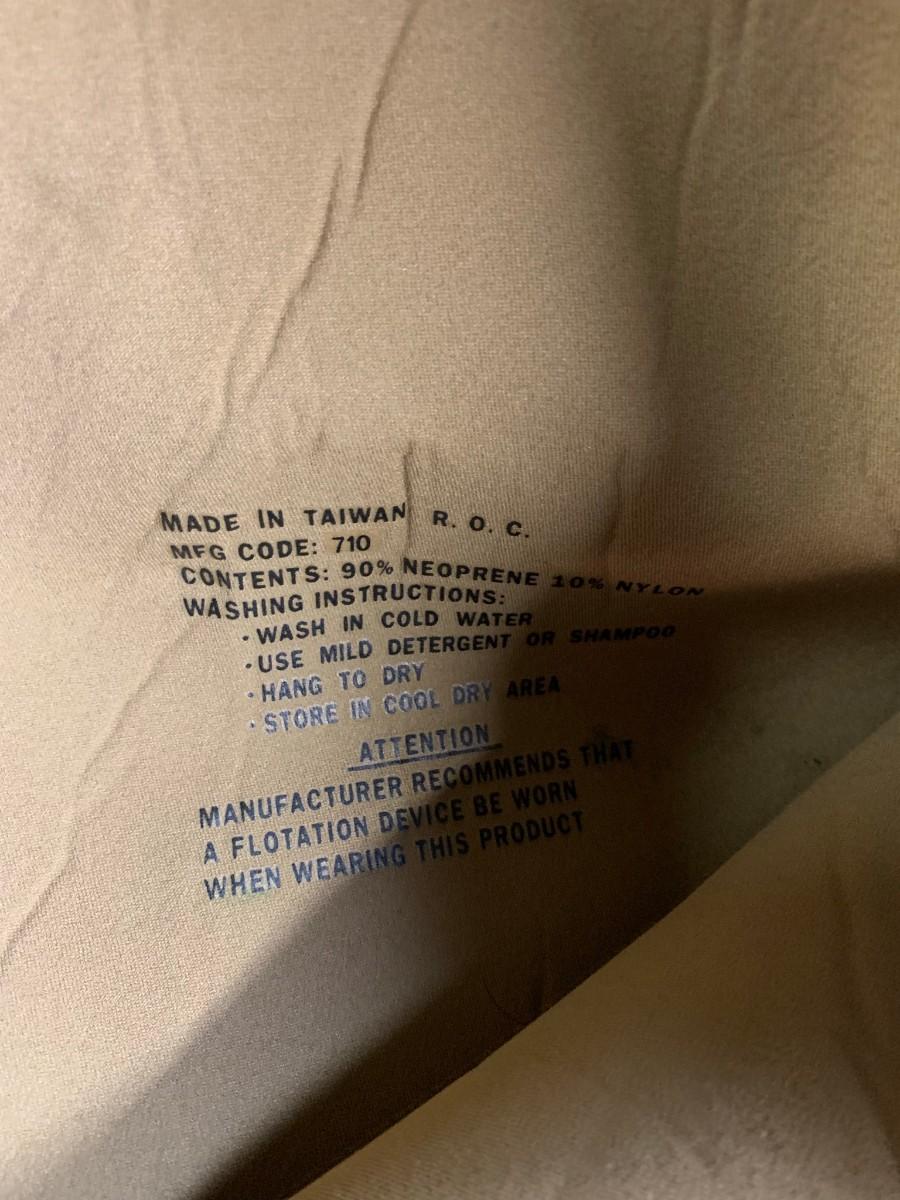 MADE IN TAIWAN R. O. C.
MFG CODE: 710
CONTENTS: 90% NEOPRENE 10% NYLON
WASHING INSTRUCTIONS:
· WASH IN COLD WATER
· USE MILD DETERGENT OR SHAMPOO
· HANG TO DRY
· STORE IN COOL DRY AREA
ATTENTION
MANUFACTURER RECOMMENDS THAT
A FLOTATION DEVICE BE WORN
WHEN WEARING THIS PRODUCT